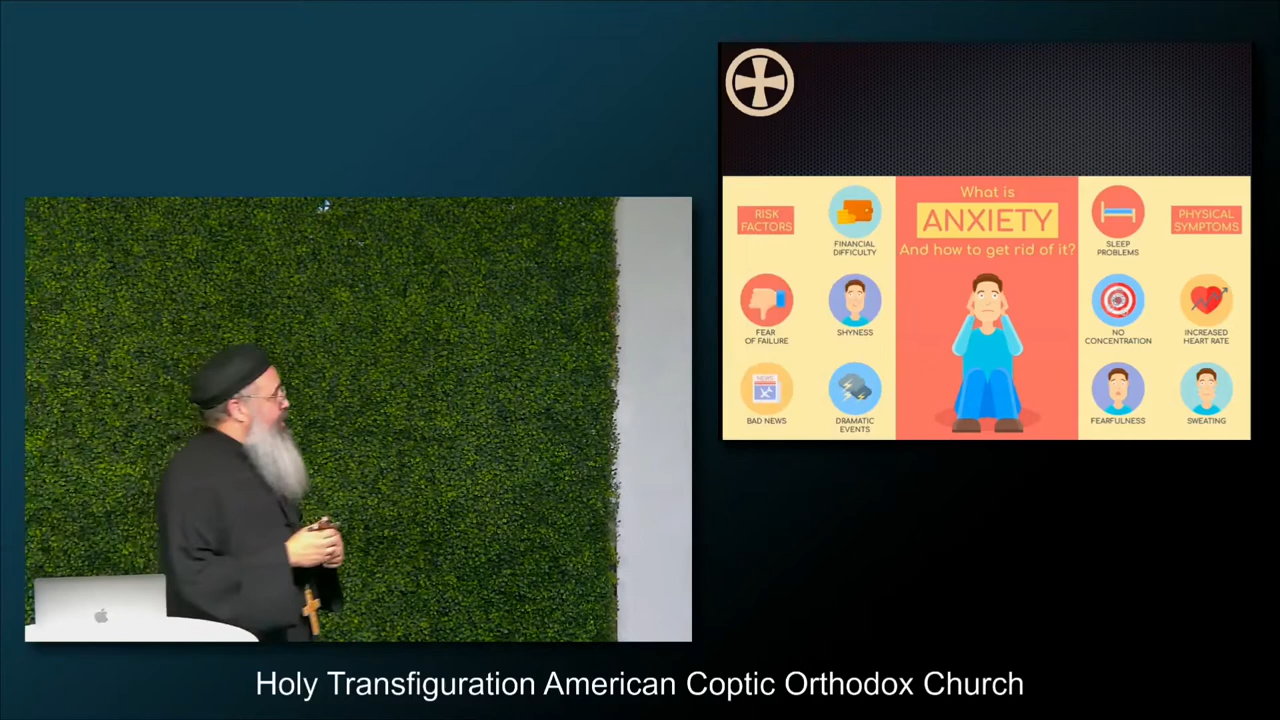 What is
ANXIETY
And how to get rid of it?
RISK
FACTORS
FINANCIAL
DIFFICULTY
FEAR
OF FAILURE
SHYNESS
BAD NEWS
DRAMATIC
EVENTS
SLEEP
PROBLEMS
PHYSICAL
SYMPTOMS
NO
CONCENTRATION
INCREASED
HEART RATE
FEARFULNESS
SWEATING
NEWS
Holy Transfiguration American Coptic Orthodox Church